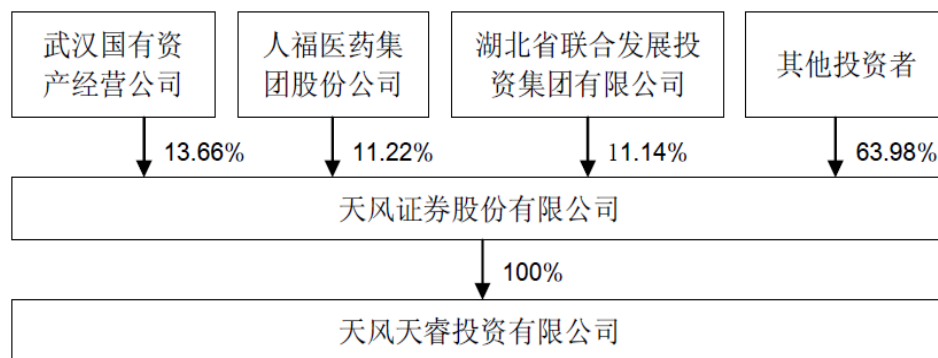 武汉国有资
产经营公司
人福医药集
团股份公司
湖北省联合发展投
资集团有限公司
其他投资者
13.66%
11.22%
11.14%
63.98%
天风证券股份有限公司
100%
天风天睿投资有限公司